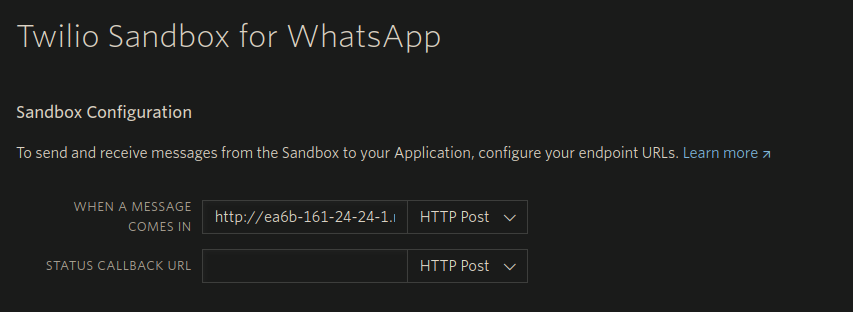 Twilio Sandbox for WhatsApp
Sandbox Configuration
To send and receive messages from the Sandbox to your Application, configure your endpoint URLs. Learn more ↗
WHEN A MESSAGE
COMES IN
http://ea6b-161-24-24-1. HTTP Post
STATUS CALLBACK URL
HTTP Post